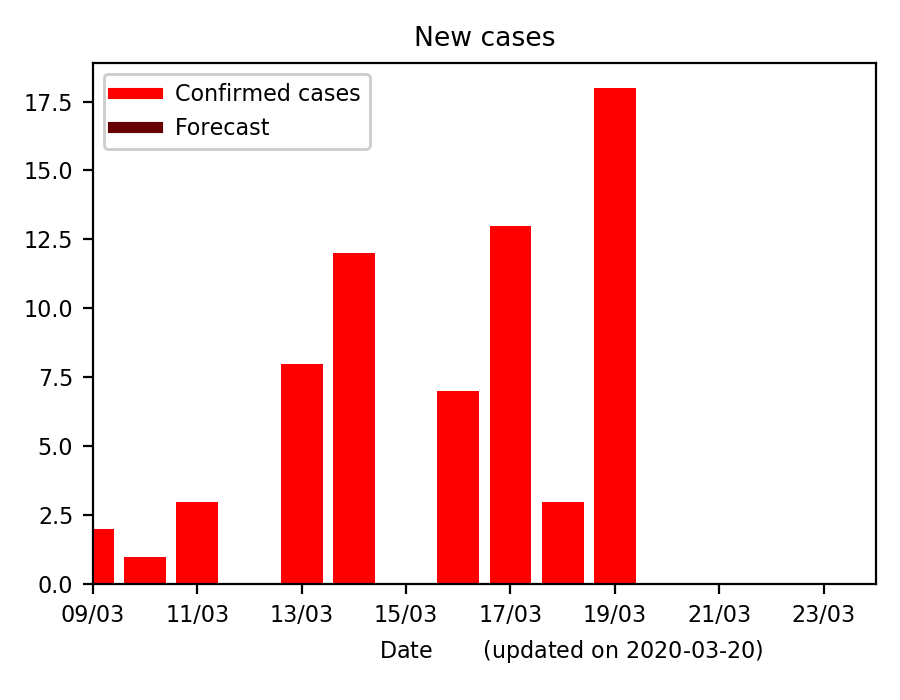 New cases
Confirmed cases
Forecast
17.5
15.0
12.5
10.0
7.5
5.0
2.5
0.0
09/03 11/03 13/03 15/03 17/03 19/03 21/03 23/03
Date (updated on 2020-03-20)